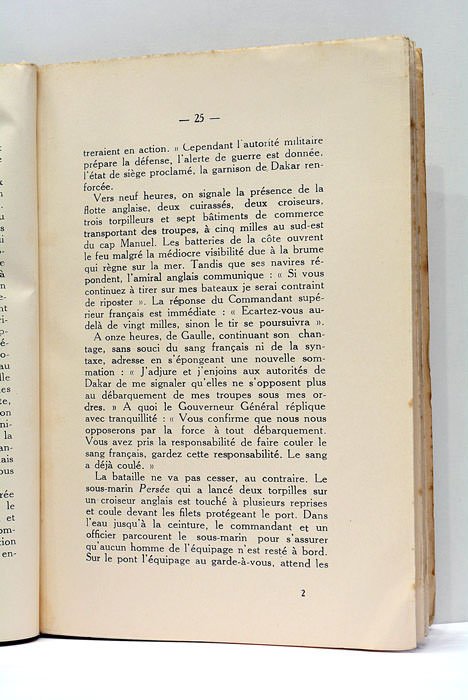 — 25 —
treraient en action. » Cependant l'autorité militaire
prépare la défense, l'alerte de guerre est donnée,
l'état de siège proclamé, la garnison de Dakar ren-
forcée.
Vers neuf heures, on signale la présence de la
flotte anglaise, deux cuirassés, deux croiseurs,
trois torpilleurs et sept bâtiments de commerce
transportant des troupes, à cinq milles au sud-est
du cap Manuel. Les batteries de la côte ouvrent
le feu malgré la médiocre visibilité due à la brume
qui règne sur la mer. Tandis que ses navires ré-
pondent, l'amiral anglais communique : « Si vous
continuez à tirer sur mes bateaux je serai contraint
de riposter ». La réponse du Commandant supé-
rieur français est immédiate : « Ecartez-vous au-
delà de vingt milles, sinon le tir se poursuivra ».
A onze heures, de Gaulle, continuant son chan-
tage, sans souci du sang français ni de la syn-
taxe, adresse en s'épongeant une nouvelle som-
mation : « J'adjure et j'enjoins aux autorités de
Dakar de me signaler qu'elles ne s'opposent plus
au débarquement de mes troupes sous mes or-
dres. » A quoi le Gouverneur Général réplique
avec tranquillité : « Vous confirme que nous nous
opposerons par la force à tout débarquement.
Vous avez pris la responsabilité de faire couler le
sang français, gardez cette responsabilité. Le sang
a déjà coulé. »
La bataille ne va pas cesser, au contraire. Le
sous-marin Persée qui a lancé deux torpilles sur
un croiseur anglais est touché à plusieurs reprises
et coule devant les filets protégeant le port. Dans
l'eau jusqu'à la ceinture, le commandant et un
officier parcourent le sous-marin pour s'assurer
qu'aucun homme de l'équipage n'est resté à bord.
Sur le pont l'équipage au garde-à-vous, attend les
2